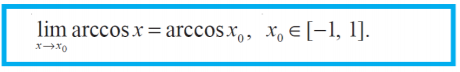 lim arccos x = arccos x₀, x₀ ∈ [−1, 1].
x→x₀